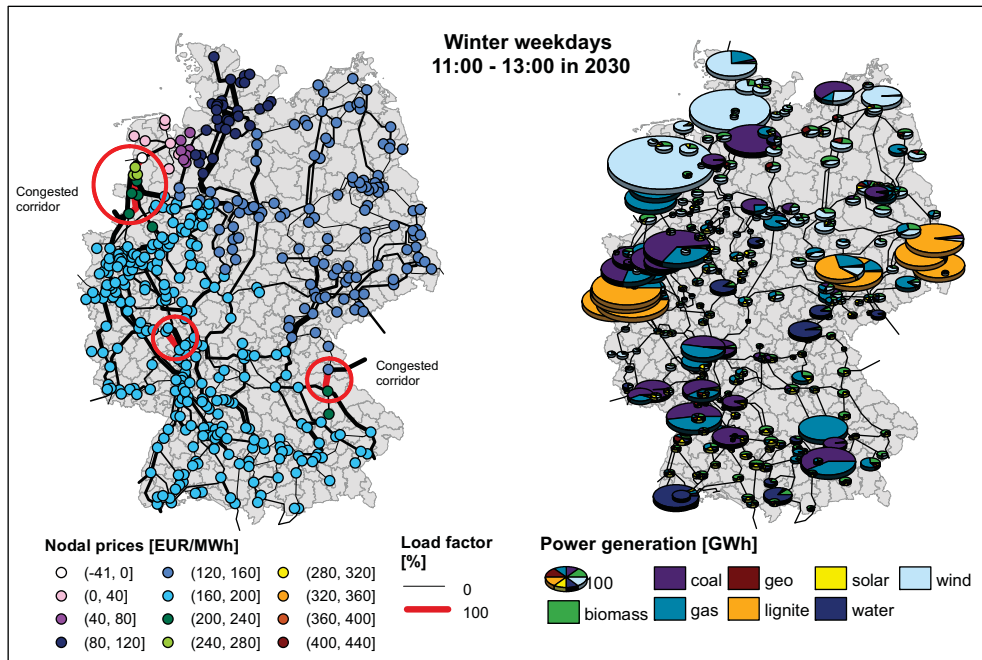 Winter weekdays
11:00 - 13:00 in 2030
Congested
corridor
Congested
corridor
Nodal prices [EUR/MWh]
(-41, 0]
(0, 40]
(40, 80]
(80, 120]
(120, 160]
(160, 200]
(200, 240]
(240, 280]
(280, 320]
(320, 360]
(360, 400]
(400, 440]
Load factor
[%]
0
100
Power generation [GWh]
100
biomass
coal
gas
geo
lignite
solar
water
wind